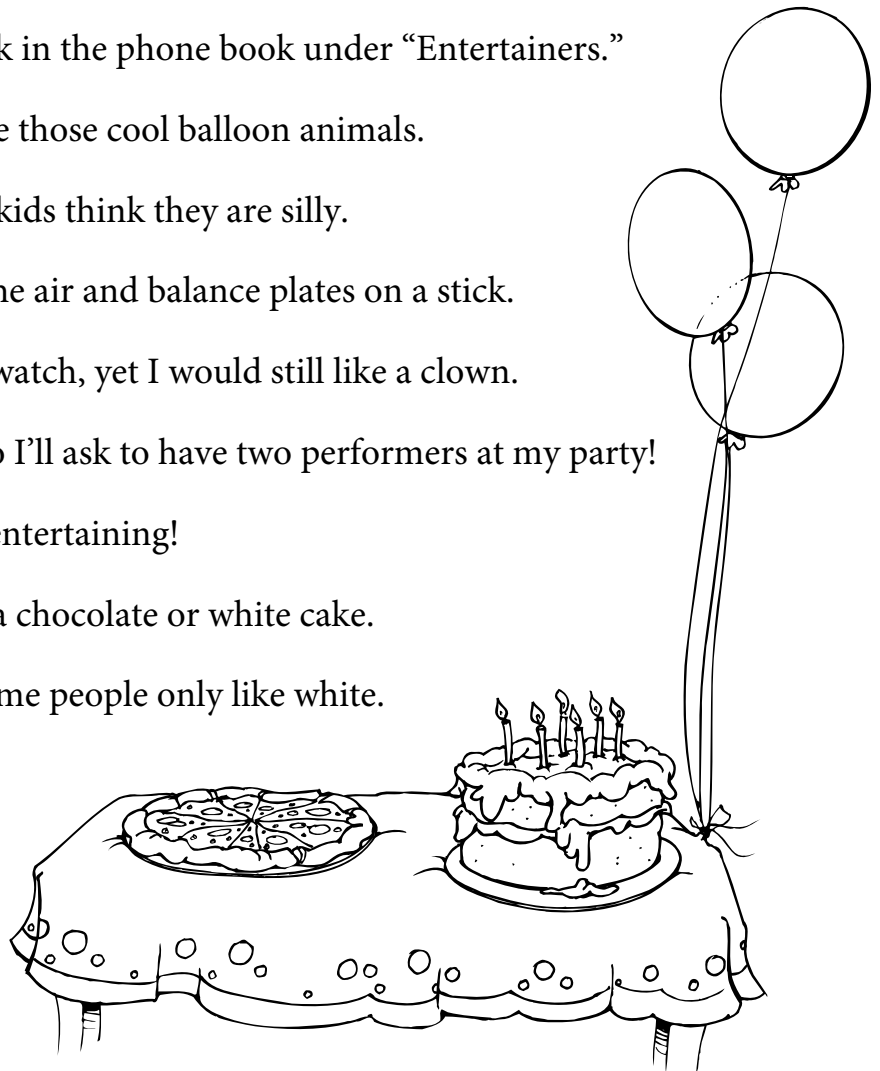 k in the phone book under “Entertainers.”
e those cool balloon animals.
kids think they are silly.
he air and balance plates on a stick.
watch, yet I would still like a clown.
o I’ll ask to have two performers at my party!
entertaining!
a chocolate or white cake.
me people only like white.